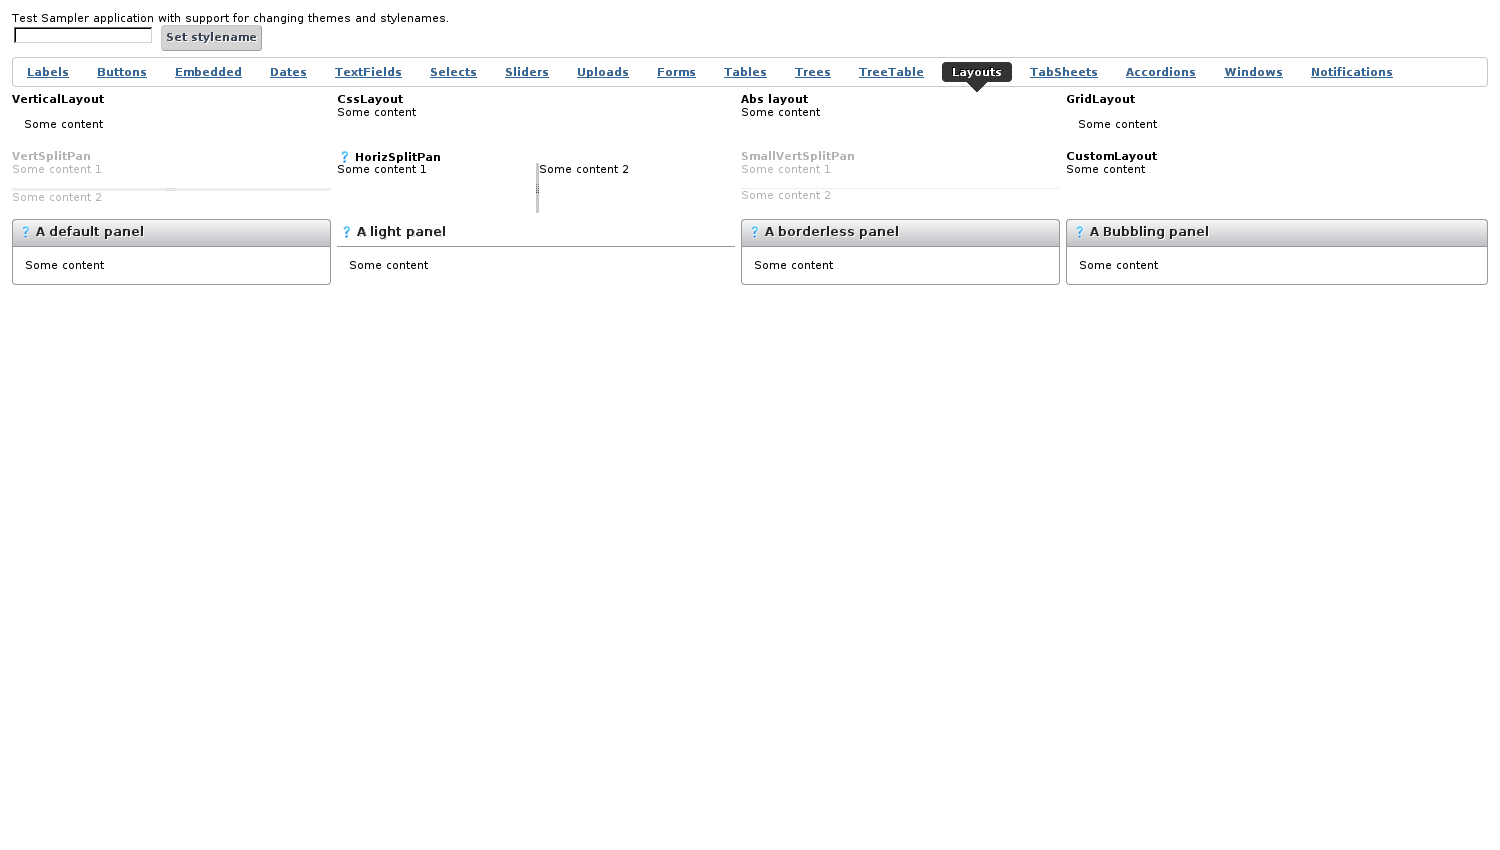 Test Sampler application with support for changing themes and stylenames.
Set stylename
Labels Buttons Embedded Dates TextFields Selects Sliders Uploads Forms Tables Trees TreeTable Layouts TabSheets Accordions Windows Notifications
VerticalLayout CssLayout Abs layout GridLayout
Some content Some content
Some content Some content
VertSplitPan ? HorizSplitPan SmallVertSplitPan CustomLayout
Some content 1 Some content 1 Some content 2 Some content 1 Some content
Some content 2 Some content 2
? A default panel ? A light panel ? A borderless panel ? A Bubbling panel
Some content Some content Some content Some content